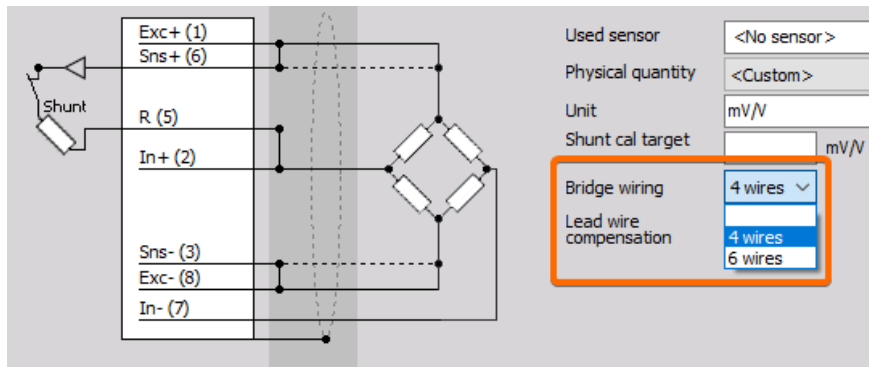 Exc+ (1)
Sns+ (6)
Shunt
R (5)
In+ (2)
Sns- (3)
Exc- (8)
In- (7)
Used sensor <No sensor>
Physical quantity <Custom>
Unit mV/V
Shunt cal target mV/V
Bridge wiring 4 wires
Lead wire
compensation
4 wires
6 wires